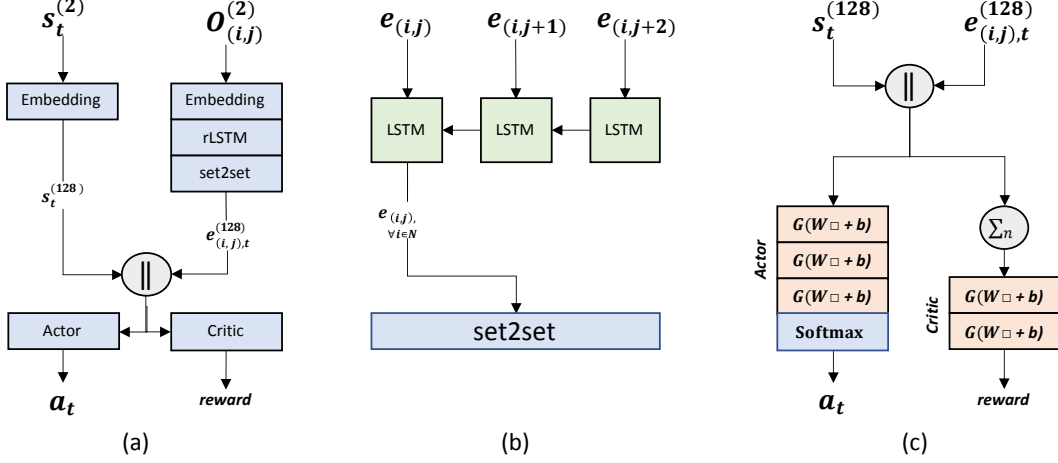 s_t^(2)
O_(i,j)^(2)
Embedding
Embedding
rLSTM
set2set
s_t^(128)
e_(i,j),t^(128)
||
Actor
Critic
a_t
reward
(a)
e_(i,j)
e_(i,j+1)
e_(i,j+2)
LSTM
LSTM
LSTM
e_(i,j),
∀i∈N
set2set
(b)
s_t^(128)
e_(i,j),t^(128)
||
Actor
G(W□ + b)
G(W□ + b)
G(W□ + b)
Softmax
a_t
∑_n
Critic
G(W□ + b)
G(W□ + b)
reward
(c)